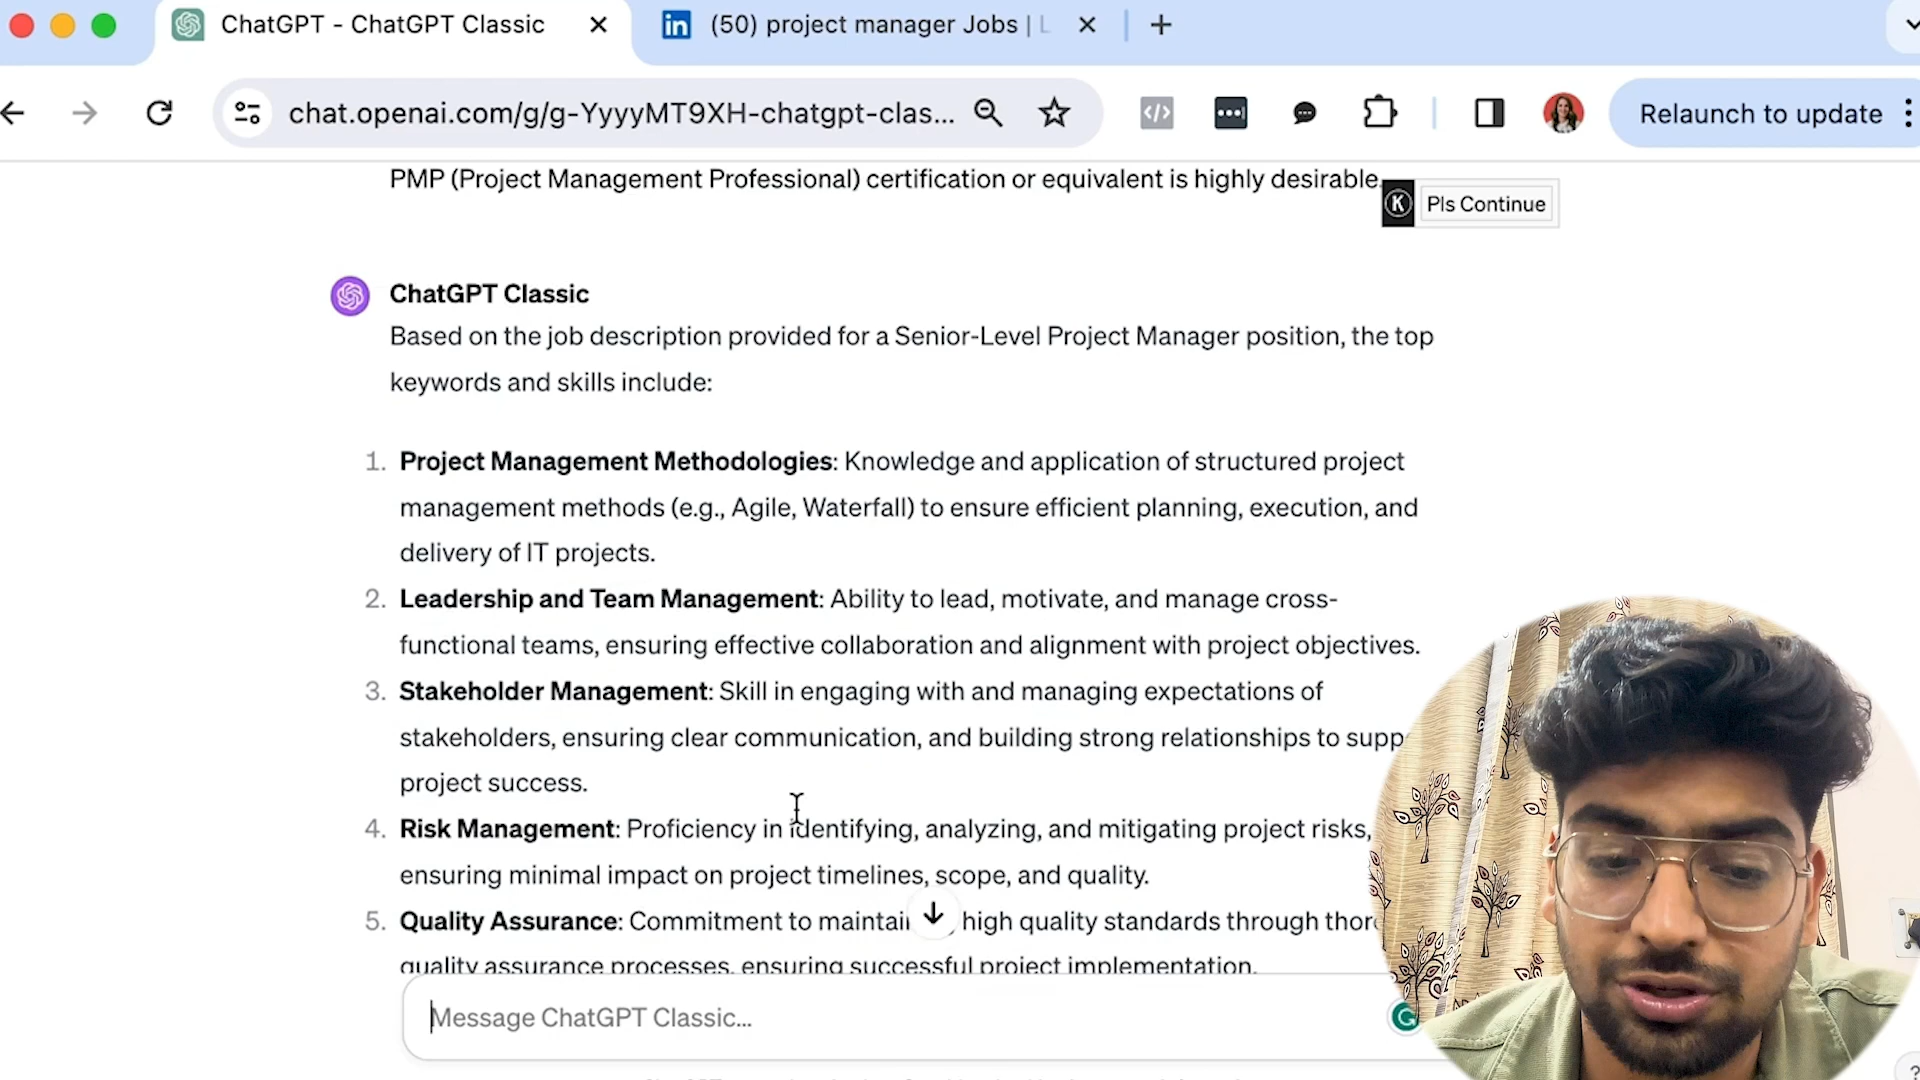 ChatGPT - ChatGPT Classic
(50) project manager Jobs | L
chat.openai.com/g/g-YyyyMT9XH-chatgpt-clas...
Relaunch to update
PMP (Project Management Professional) certification or equivalent is highly desirable.
K Pls Continue
ChatGPT Classic
Based on the job description provided for a Senior-Level Project Manager position, the top
keywords and skills include:
1. Project Management Methodologies: Knowledge and application of structured project
management methods (e.g., Agile, Waterfall) to ensure efficient planning, execution, and
delivery of IT projects.
2. Leadership and Team Management: Ability to lead, motivate, and manage cross-
functional teams, ensuring effective collaboration and alignment with project objectives.
3. Stakeholder Management: Skill in engaging with and managing expectations of
stakeholders, ensuring clear communication, and building strong relationships to supp
project success.
4. Risk Management: Proficiency in identifying, analyzing, and mitigating project risks,
ensuring minimal impact on project timelines, scope, and quality.
5. Quality Assurance: Commitment to maintain high quality standards through thor
quality assurance processes, ensuring successful project implementation.
Message ChatGPT Classic...